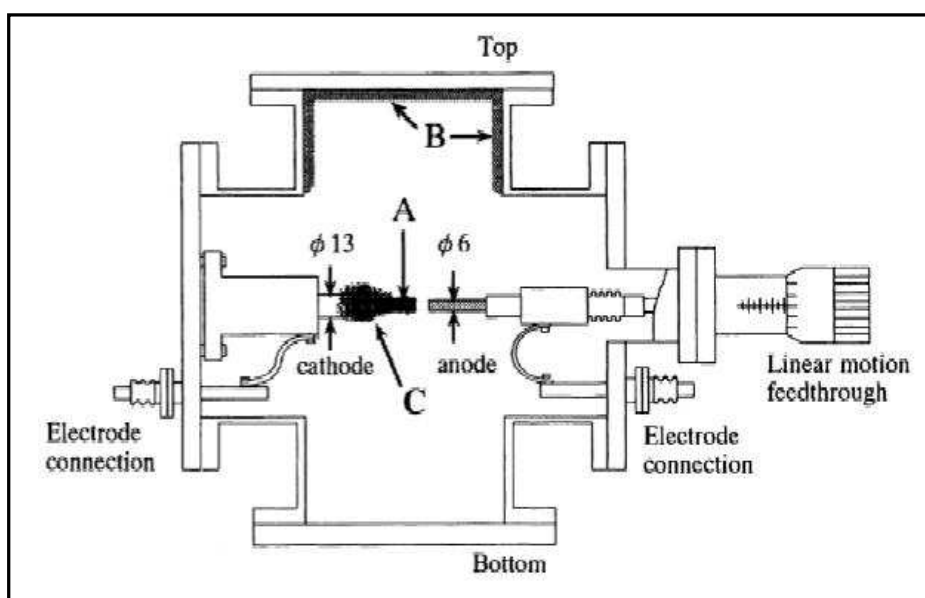 Top
B
A
ϕ 13
ϕ 6
cathode
anode
C
Linear motion
feedthrough
Electrode
connection
Electrode
connection
Bottom